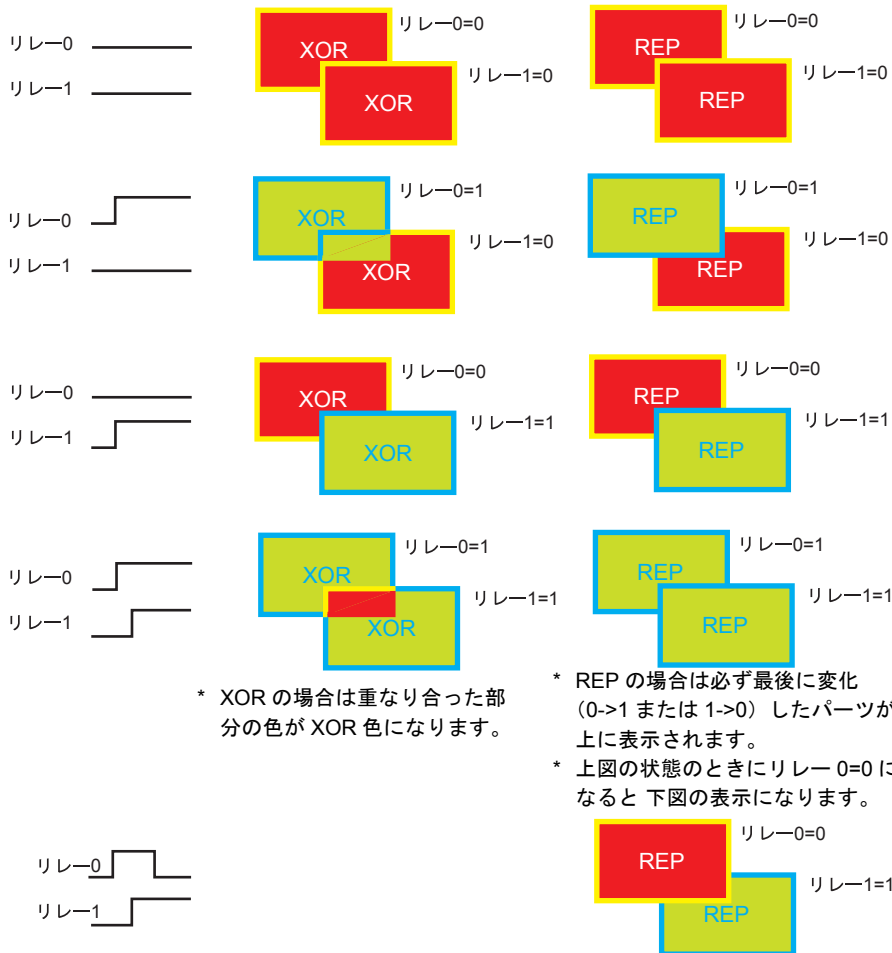 リレー0
リレー1
XOR
リレー0=0
XOR
リレー1=0
REP
リレー0=0
REP
リレー1=0
リレー0
リレー1
XOR
リレー0=1
XOR
リレー1=0
REP
リレー0=1
REP
リレー1=0
リレー0
リレー1
XOR
リレー0=0
XOR
リレー1=1
REP
リレー0=0
REP
リレー1=1
リレー0
リレー1
XOR
リレー0=1
XOR
リレー1=1
REP
リレー0=1
REP
リレー1=1
* XOR の場合は重なり合った部
分の色が XOR 色になります。
* REP の場合は必ず最後に変化
（0->1 または 1->0）したパーツが
上に表示されます。
* 上図の状態のときにリレー 0=0 に
なると 下図の表示になります。
リレー0
リレー1
REP
リレー0=0
REP
リレー1=1